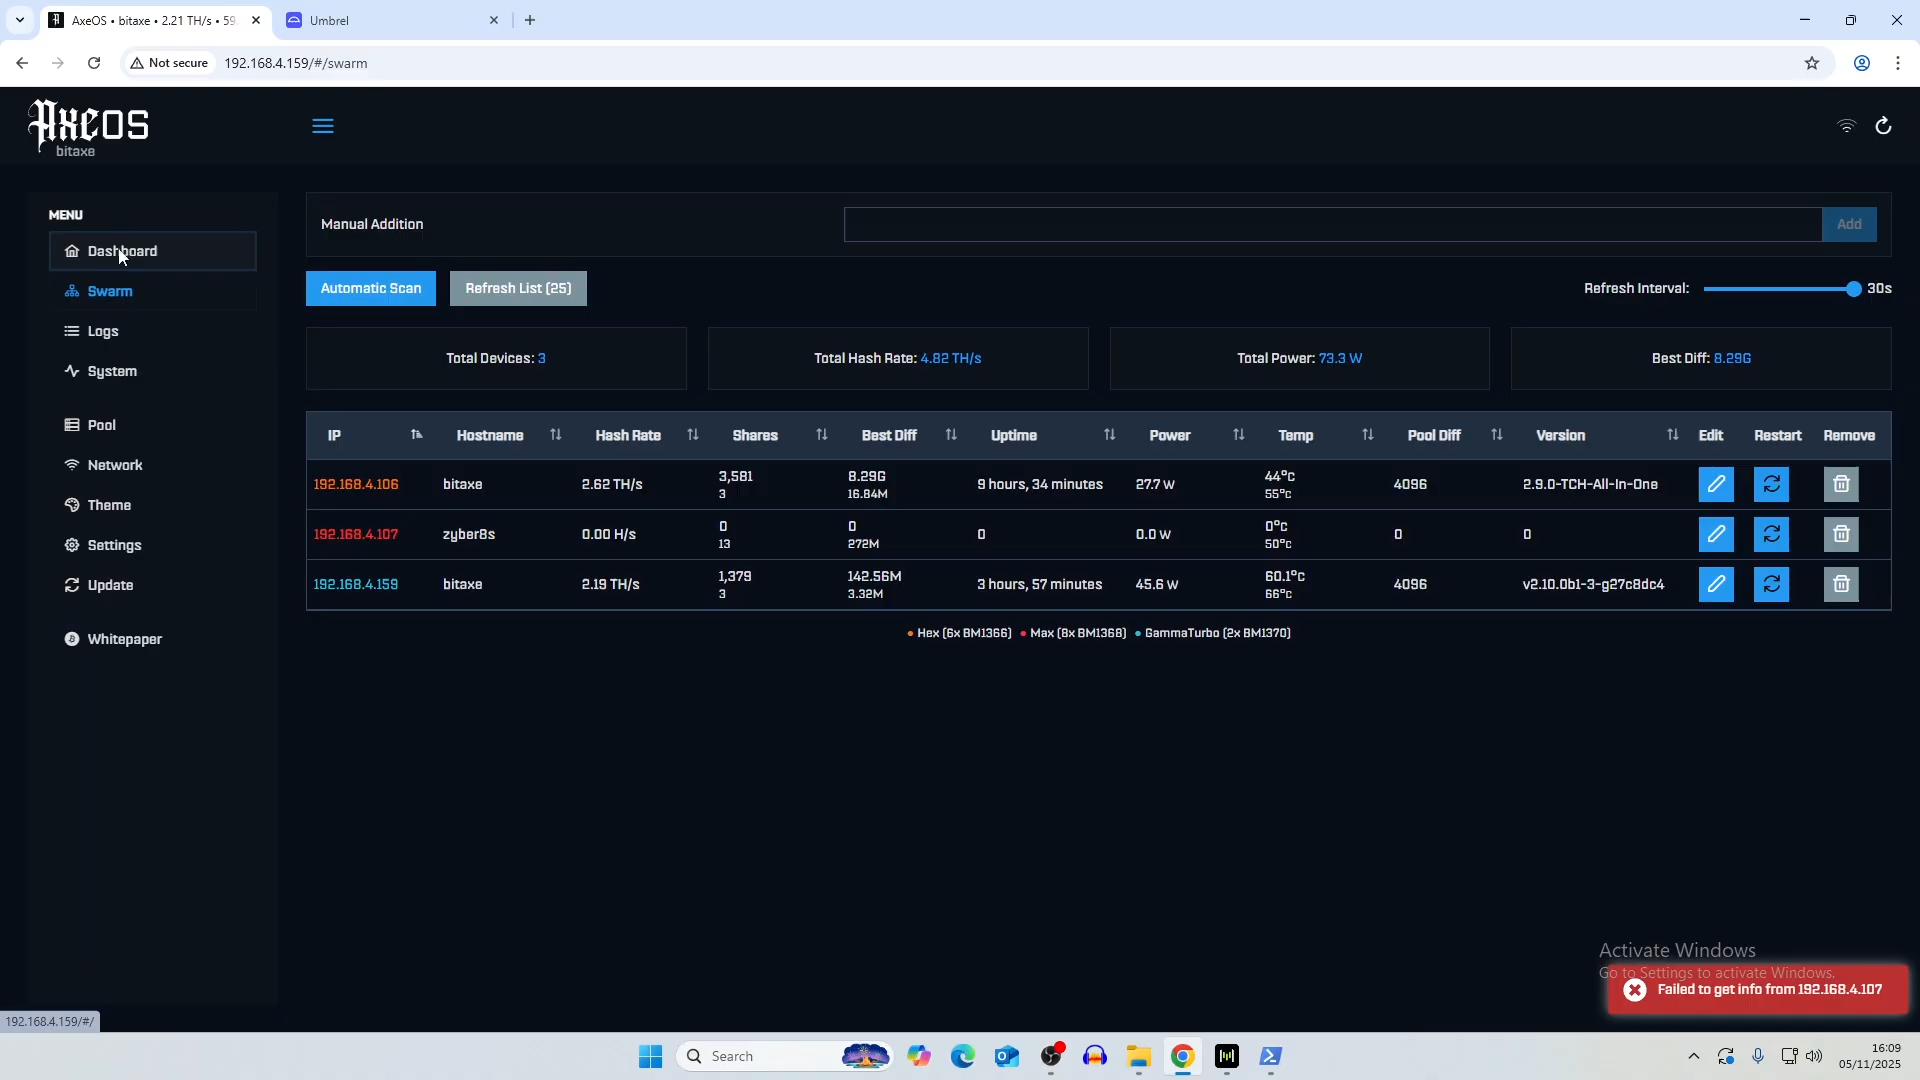 AxeOS • bitaxe • 2.21 TH/s • 59
Umbrel
Not secure
192.168.4.159/#/swarm
AxeOS
bitaxe
MENU
Dashboard
Swarm
Logs
System
Pool
Network
Theme
Settings
Update
Whitepaper
Manual Addition
Add
Automatic Scan
Refresh List (25)
Refresh Interval:
30s
Total Devices: 3
Total Hash Rate: 4.82 TH/s
Total Power: 73.3 W
Best Diff: 8.29G
IP Hostname Hash Rate Shares Best Diff Uptime Power Temp Pool Diff Version Edit Restart Remove
192.168.4.106 bitaxe 2.62 TH/s 3,581 8.29G 9 hours, 34 minutes 27.7 W 44°C 4096 2.9.0-TCH-All-In-One
3 16.84M 55°C
192.168.4.107 zyber8s 0.00 H/s 0 0 0 0.0 W 0°C 0 0
13 272M 50°C
192.168.4.159 bitaxe 2.19 TH/s 1,379 142.56M 3 hours, 57 minutes 45.6 W 60.1°C 4096 v2.10.0b1-3-g27c8dc4
3 3.32M 66°C
• Hex (6x BM1366) • Max (8x BM1368) • GammaTurbo (2x BM1370)
Activate Windows
Go to Settings to activate Windows.
Failed to get info from 192.168.4.107
192.168.4.159/#/
Search
16:09
05/11/2025